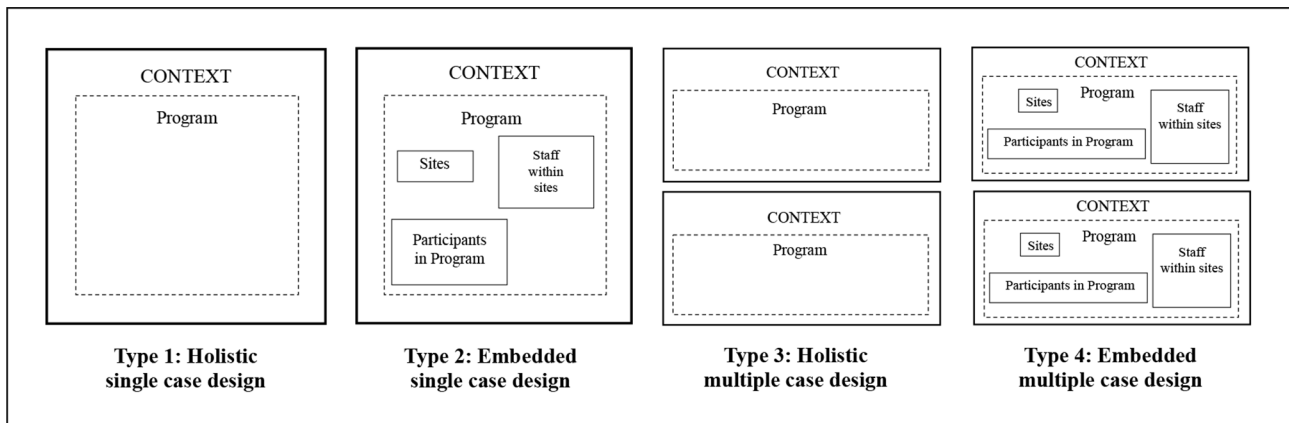 CONTEXT
Program
Type 1: Holistic
single case design
CONTEXT
Program
Sites
Staff
within
sites
Participants
in Program
Type 2: Embedded
single case design
CONTEXT
Program
CONTEXT
Program
Type 3: Holistic
multiple case design
CONTEXT
Program
Sites
Staff
within sites
Participants in Program
CONTEXT
Program
Sites
Staff
within sites
Participants in Program
Type 4: Embedded
multiple case design